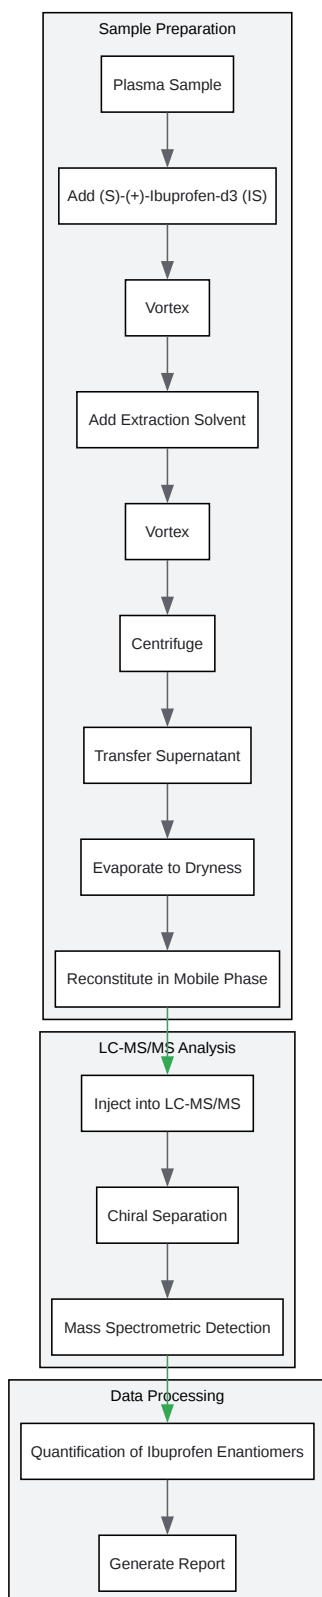 Sample Preparation
Plasma Sample
Add (S)-(+)-Ibuprofen-d3 (IS)
Vortex
Add Extraction Solvent
Vortex
Centrifuge
Transfer Supernatant
Evaporate to Dryness
Reconstitute in Mobile Phase
LC-MS/MS Analysis
Inject into LC-MS/MS
Chiral Separation
Mass Spectrometric Detection
Data Processing
Quantification of Ibuprofen Enantiomers
Generate Report